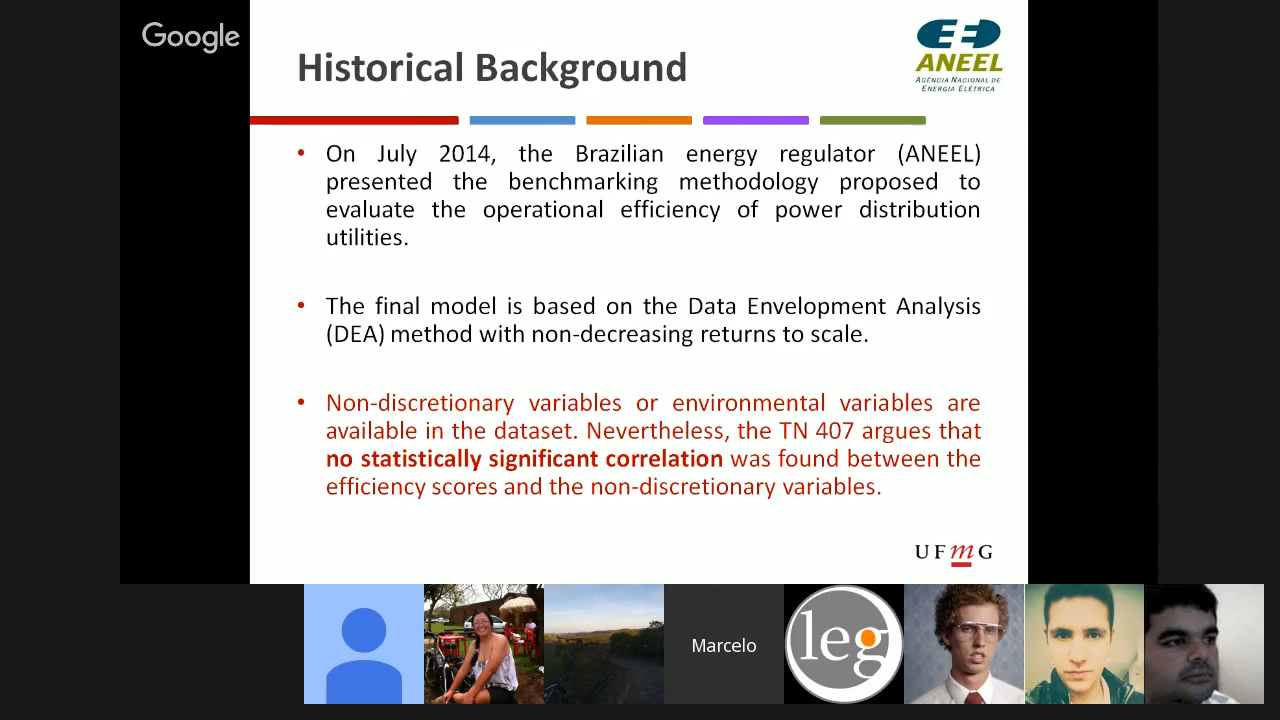 Google
Historical Background
ANEEL
AGÊNCIA NACIONAL DE
ENERGIA ELÉTRICA
• On July 2014, the Brazilian energy regulator (ANEEL)
presented the benchmarking methodology proposed to
evaluate the operational efficiency of power distribution
utilities.
• The final model is based on the Data Envelopment Analysis
(DEA) method with non-decreasing returns to scale.
• Non-discretionary variables or environmental variables are
available in the dataset. Nevertheless, the TN 407 argues that
no statistically significant correlation was found between the
efficiency scores and the non-discretionary variables.
UFmG
Marcelo
leg